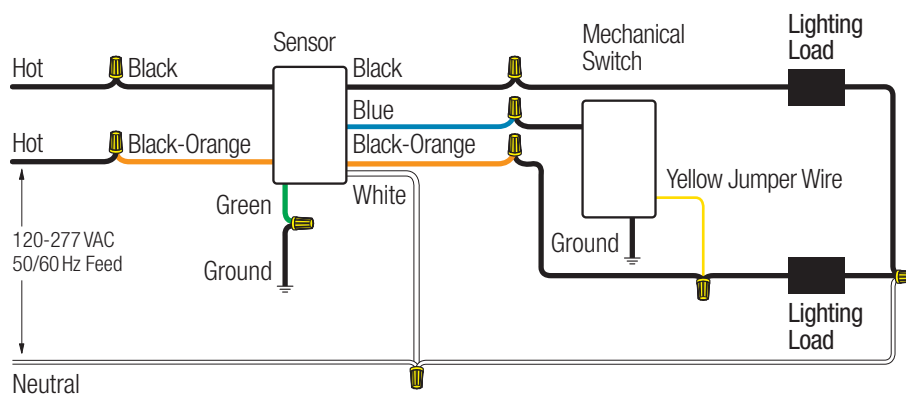 Lighting
Load
Mechanical
Switch
Sensor
Hot
Black
Black
Blue
Hot
Black-Orange
Black-Orange
White
Yellow Jumper Wire
Green
120-277 VAC
50/60 Hz Feed
Ground
Ground
Lighting
Load
Neutral